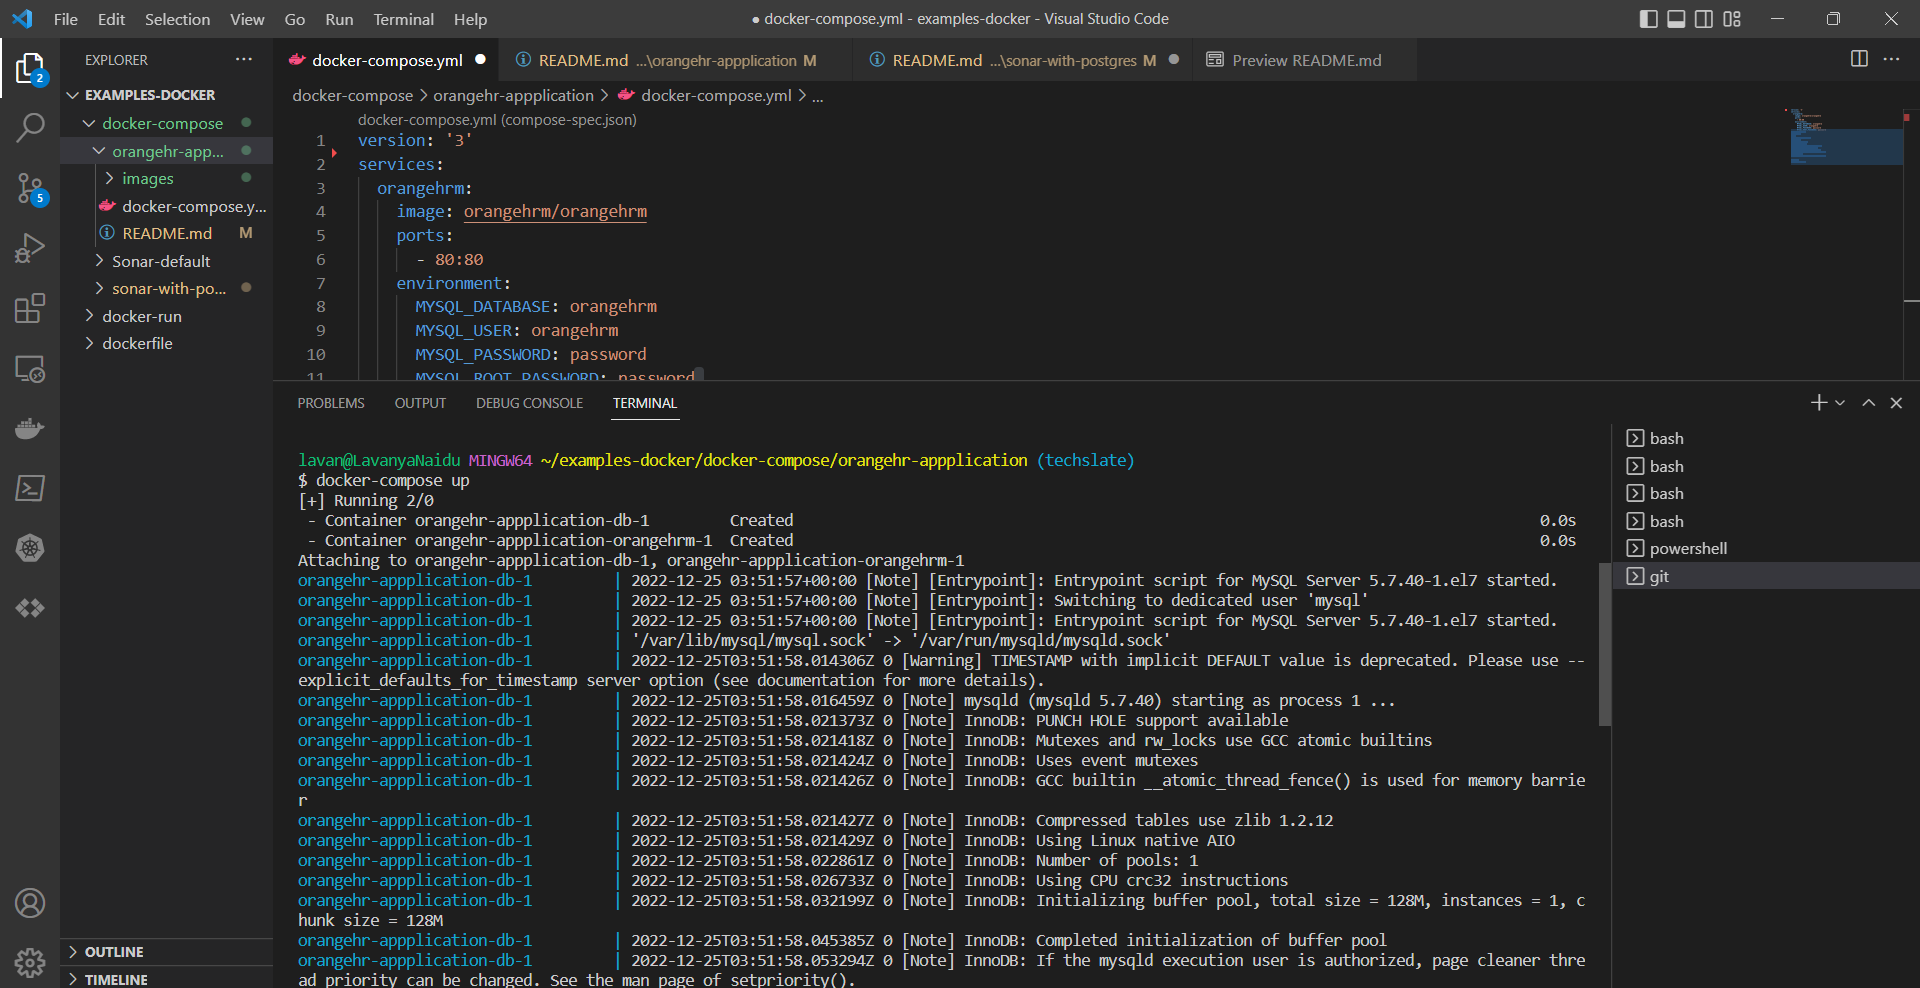 File Edit Selection View Go Run Terminal Help
● docker-compose.yml - examples-docker - Visual Studio Code
EXPLORER ...
EXAMPLES-DOCKER
docker-compose
orangehr-app...
images
docker-compose.y...
README.md M
Sonar-default
sonar-with-po...
docker-run
dockerfile
OUTLINE
TIMELINE
2
5
docker-compose.yml ●
README.md ...\orangehr-appplication M
README.md ...\sonar-with-postgres M ●
Preview README.md
docker-compose > orangehr-appplication > docker-compose.yml > ...
docker-compose.yml (compose-spec.json)
1 version: '3'
2 services:
3 orangehrm:
4 image: orangehrm/orangehrm
5 ports:
6 - 80:80
7 environment:
8 MYSQL_DATABASE: orangehrm
9 MYSQL_USER: orangehrm
10 MYSQL_PASSWORD: password
11 MYSQL_ROOT_PASSWORD: password
PROBLEMS OUTPUT DEBUG CONSOLE TERMINAL
lavan@LavanyaNaidu MINGW64 ~/examples-docker/docker-compose/orangehr-appplication (techslate)
$ docker-compose up
[+] Running 2/0
- Container orangehr-appplication-db-1 Created 0.0s
- Container orangehr-appplication-orangehrm-1 Created 0.0s
Attaching to orangehr-appplication-db-1, orangehr-appplication-orangehrm-1
orangehr-appplication-db-1 | 2022-12-25 03:51:57+00:00 [Note] [Entrypoint]: Entrypoint script for MySQL Server 5.7.40-1.el7 started.
orangehr-appplication-db-1 | 2022-12-25 03:51:57+00:00 [Note] [Entrypoint]: Switching to dedicated user 'mysql'
orangehr-appplication-db-1 | 2022-12-25 03:51:57+00:00 [Note] [Entrypoint]: Entrypoint script for MySQL Server 5.7.40-1.el7 started.
orangehr-appplication-db-1 | '/var/lib/mysql/mysql.sock' -> '/var/run/mysqld/mysqld.sock'
orangehr-appplication-db-1 | 2022-12-25T03:51:58.014306Z 0 [Warning] TIMESTAMP with implicit DEFAULT value is deprecated. Please use --
explicit_defaults_for_timestamp server option (see documentation for more details).
orangehr-appplication-db-1 | 2022-12-25T03:51:58.016459Z 0 [Note] mysqld (mysqld 5.7.40) starting as process 1 ...
orangehr-appplication-db-1 | 2022-12-25T03:51:58.021373Z 0 [Note] InnoDB: PUNCH HOLE support available
orangehr-appplication-db-1 | 2022-12-25T03:51:58.021418Z 0 [Note] InnoDB: Mutexes and rw_locks use GCC atomic builtins
orangehr-appplication-db-1 | 2022-12-25T03:51:58.021424Z 0 [Note] InnoDB: Uses event mutexes
orangehr-appplication-db-1 | 2022-12-25T03:51:58.021426Z 0 [Note] InnoDB: GCC builtin __atomic_thread_fence() is used for memory barrie
r
orangehr-appplication-db-1 | 2022-12-25T03:51:58.021427Z 0 [Note] InnoDB: Compressed tables use zlib 1.2.12
orangehr-appplication-db-1 | 2022-12-25T03:51:58.021429Z 0 [Note] InnoDB: Using Linux native AIO
orangehr-appplication-db-1 | 2022-12-25T03:51:58.022861Z 0 [Note] InnoDB: Number of pools: 1
orangehr-appplication-db-1 | 2022-12-25T03:51:58.026733Z 0 [Note] InnoDB: Using CPU crc32 instructions
orangehr-appplication-db-1 | 2022-12-25T03:51:58.032199Z 0 [Note] InnoDB: Initializing buffer pool, total size = 128M, instances = 1, c
hunk size = 128M
orangehr-appplication-db-1 | 2022-12-25T03:51:58.045385Z 0 [Note] InnoDB: Completed initialization of buffer pool
orangehr-appplication-db-1 | 2022-12-25T03:51:58.053294Z 0 [Note] InnoDB: If the mysqld execution user is authorized, page cleaner thre
ad priority can be changed. See the man page of setpriority().
bash
bash
bash
bash
powershell
git